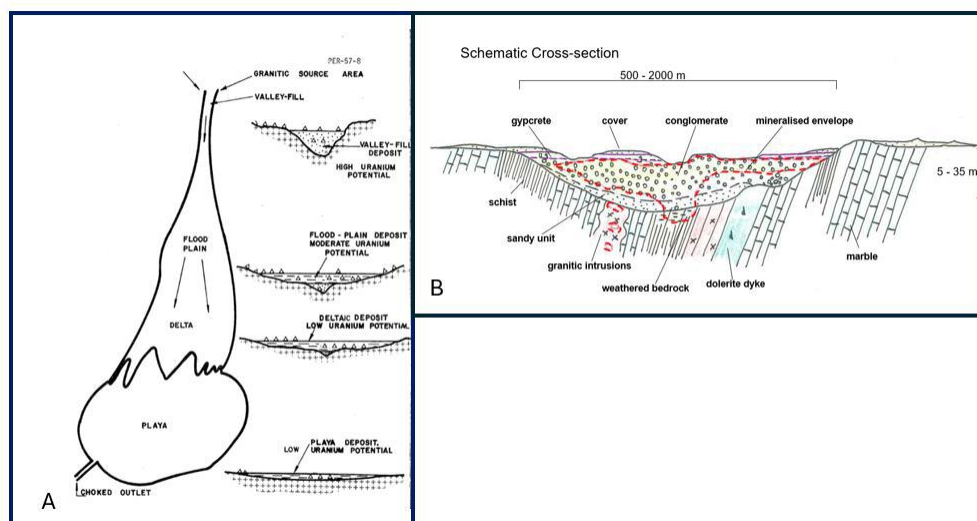 PER-57-8
GRANITIC SOURCE AREA
VALLEY-FILL
VALLEY-FILL
DEPOSIT
HIGH URANIUM
POTENTIAL
FLOOD
PLAIN
FLOOD-PLAIN DEPOSIT
MODERATE URANIUM
POTENTIAL
DELTA
DELTAIC DEPOSIT
LOW URANIUM POTENTIAL
PLAYA
PLAYA DEPOSIT,
LOW URANIUM POTENTIAL
CHOKED OUTLET
A
Schematic Cross-section
500 - 2000 m
gypcrete
cover
conglomerate
mineralised envelope
5 - 35 m
schist
sandy unit
granitic intrusions
weathered bedrock
dolerite dyke
marble
B